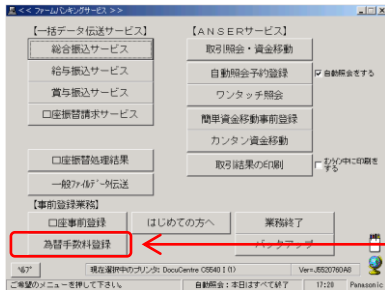 << ファームバンキングサービス >>
【一括データ伝送サービス】
【ANSERサービス】
総合振込サービス
取引照会・資金移動
給与振込サービス
自動照会予約登録
自動照会をする
賞与振込サービス
ワンタッチ照会
口座振替請求サービス
簡単資金移動事前登録
カンタン資金移動
口座振替処理結果
取引結果の印刷
一般ファイルデータ伝送
【事前登録業務】
口座事前登録
はじめての方へ
業務終了
為替手数料登録
バックアップ
ﾍﾙﾌﾟ
現在選択中のプリンタ: DocuCentre C5540 I (1)
Ver=J5520760A8
ご希望のメニューを押して下さい。
自動照会:本日はすべて終了
17:28
Panasonic